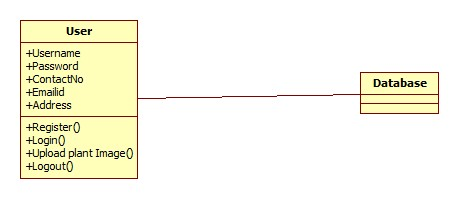 User
+Username
+Password
+ContactNo
+Emailid
+Address
+Register()
+Login()
+Upload plant Image()
+Logout()
Database